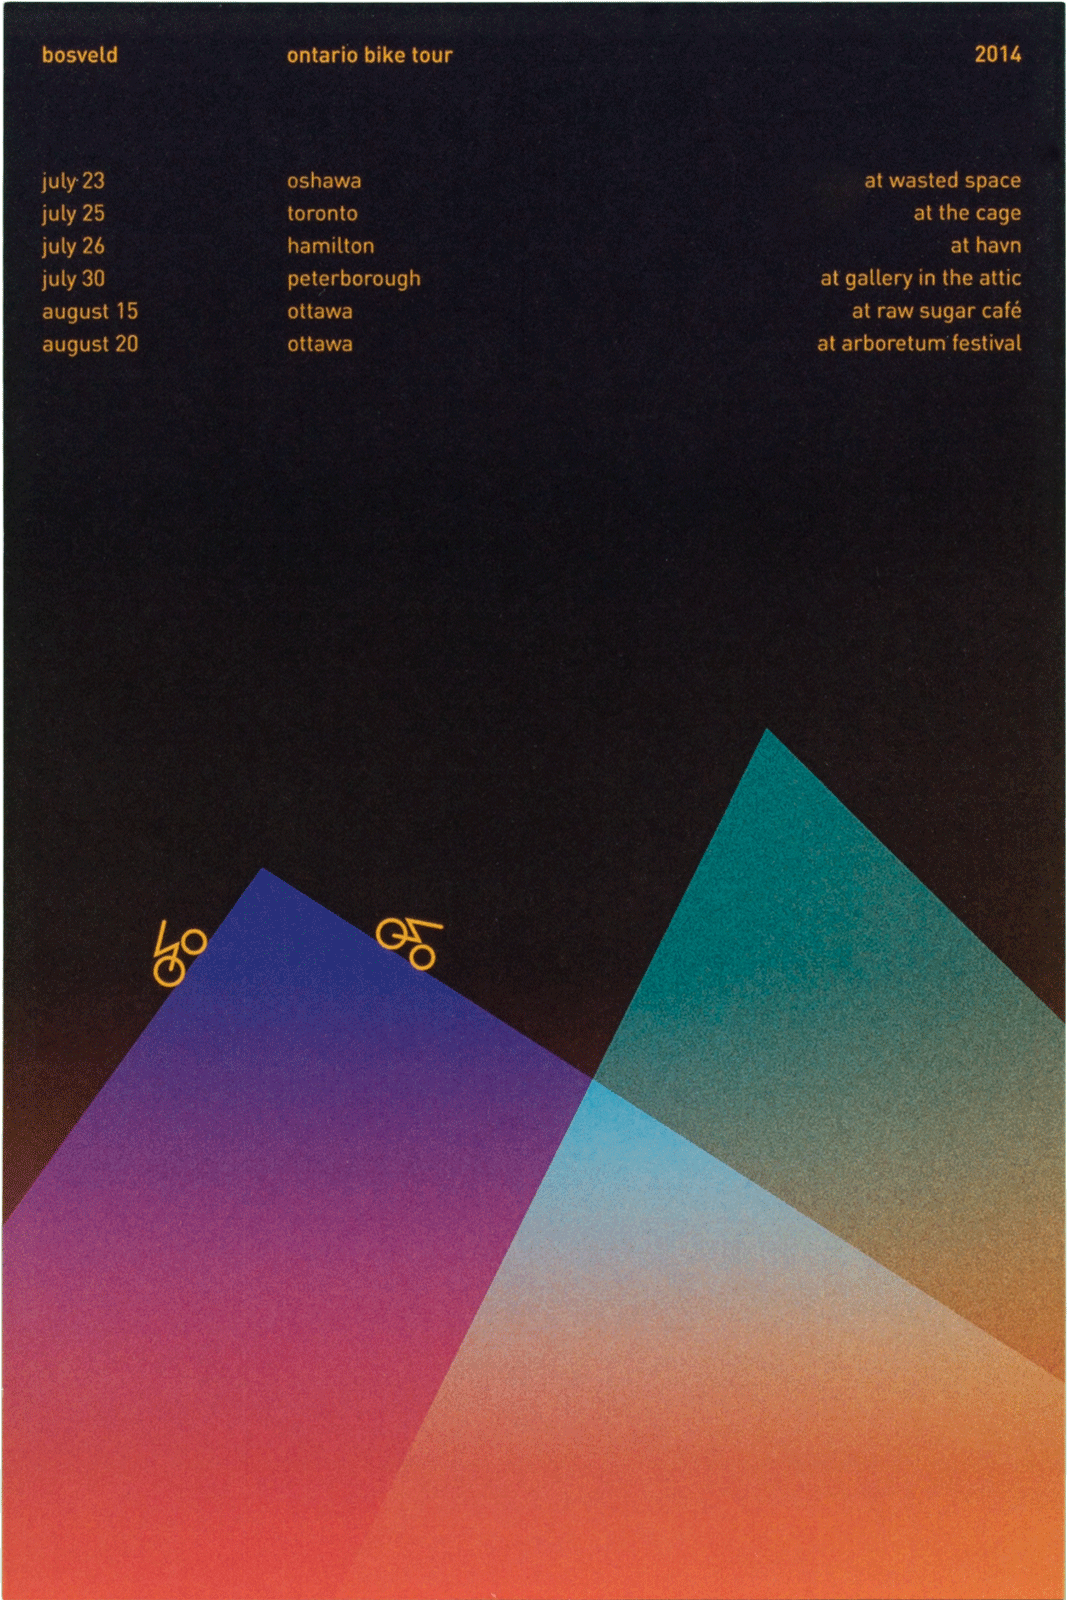 bosveld ontario bike tour 2014
july 23 oshawa at wasted space
july 25 toronto at the cage
july 26 hamilton at havn
july 30 peterborough at gallery in the attic
august 15 ottawa at raw sugar café
august 20 ottawa at arboretum festival